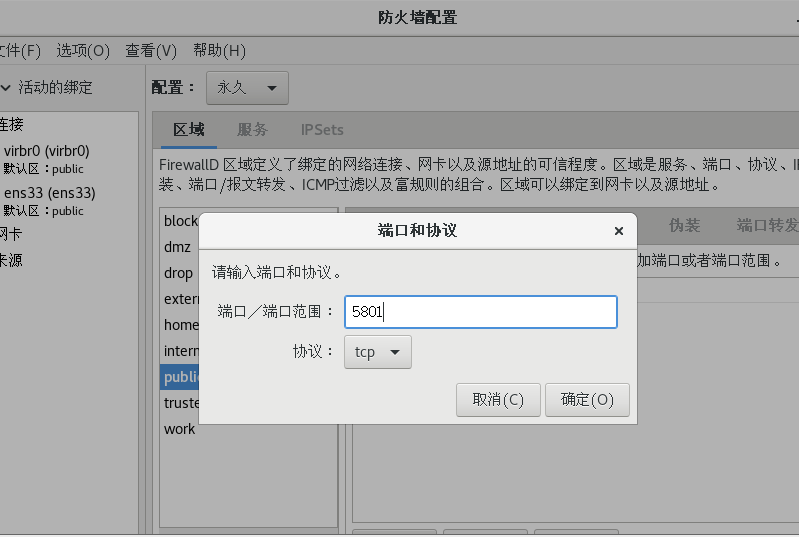 防火墙配置
文件(F) 选项(O) 查看(V) 帮助(H)
活动的绑定
配置：
永久
连接
virbr0 (virbr0)
默认区：public
ens33 (ens33)
默认区：public
网卡
来源
区域 服务 IPSets
FirewallD 区域定义了绑定的网络连接、网卡以及源地址的可信程度。区域是服务、端口、协议、IP
装、端口/报文转发、ICMP过滤以及富规则的组合。区域可以绑定到网卡以及源地址。
block
dmz
drop
extern
home
intern
public
truste
work
伪装 端口转发
加端口或者端口范围。
端口和协议
请输入端口和协议。
端口／端口范围： 5801
协议： tcp
取消(C) 确定(O)